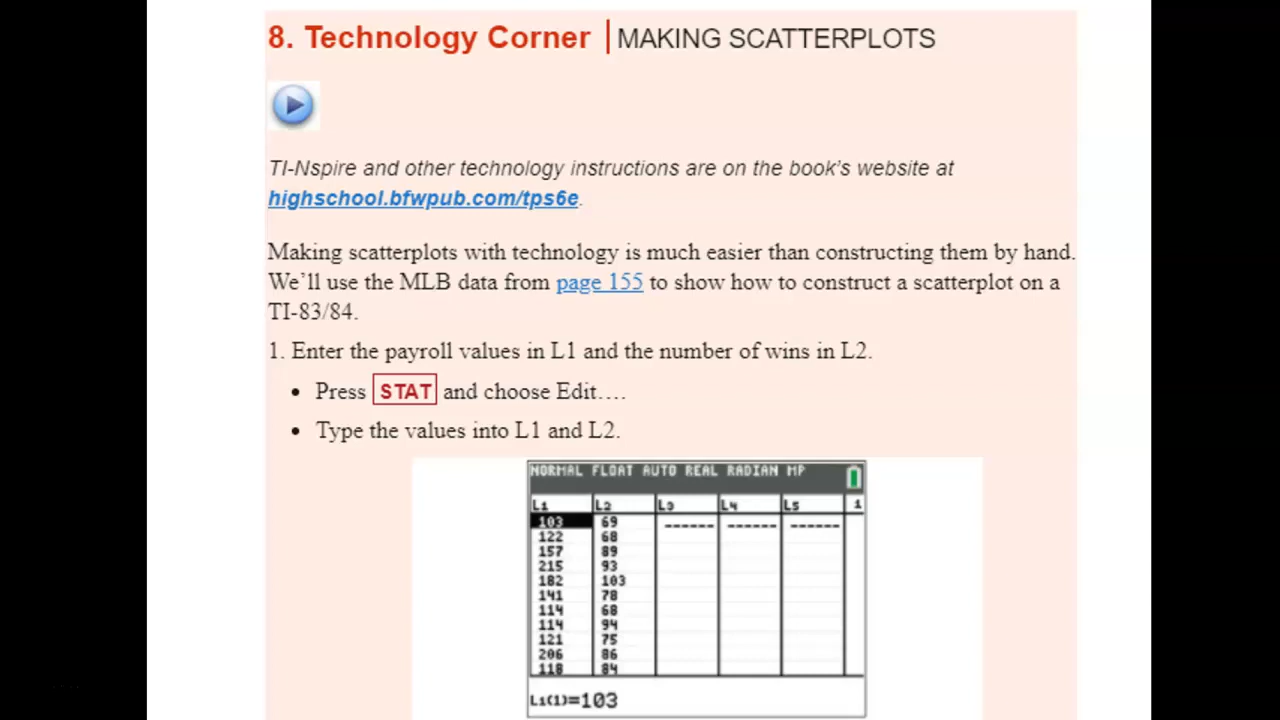 8. Technology Corner | MAKING SCATTERPLOTS
TI-Nspire and other technology instructions are on the book's website at
highschool.bfwpub.com/tps6e.
Making scatterplots with technology is much easier than constructing them by hand.
We'll use the MLB data from page 155 to show how to construct a scatterplot on a
TI-83/84.
1. Enter the payroll values in L1 and the number of wins in L2.
• Press STAT and choose Edit….
• Type the values into L1 and L2.
NORMAL FLOAT AUTO REAL RADIAN MP
L1 L2 L3 L4 L5 1
103 69 ------ ------ ------
122 68
157 89
215 93
182 103
141 78
114 68
114 94
121 75
206 86
118 84
L1(1)=103